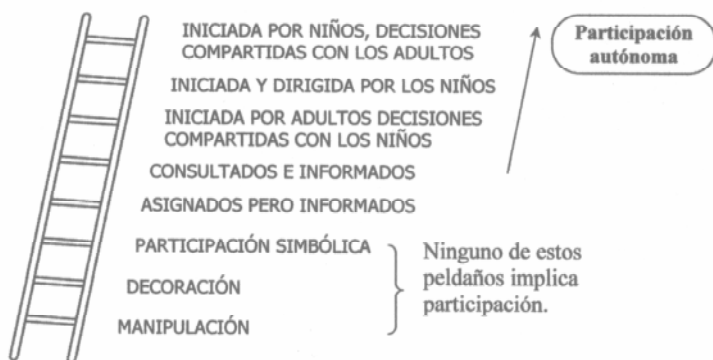 INICIADA POR NIÑOS, DECISIONES
COMPARTIDAS CON LOS ADULTOS
Participación
autónoma
INICIADA Y DIRIGIDA POR LOS NIÑOS
INICIADA POR ADULTOS DECISIONES
COMPARTIDAS CON LOS NIÑOS
CONSULTADOS E INFORMADOS
ASIGNADOS PERO INFORMADOS
PARTICIPACIÓN SIMBÓLICA
DECORACIÓN
MANIPULACIÓN
Ninguno de estos
peldaños implica
participación.